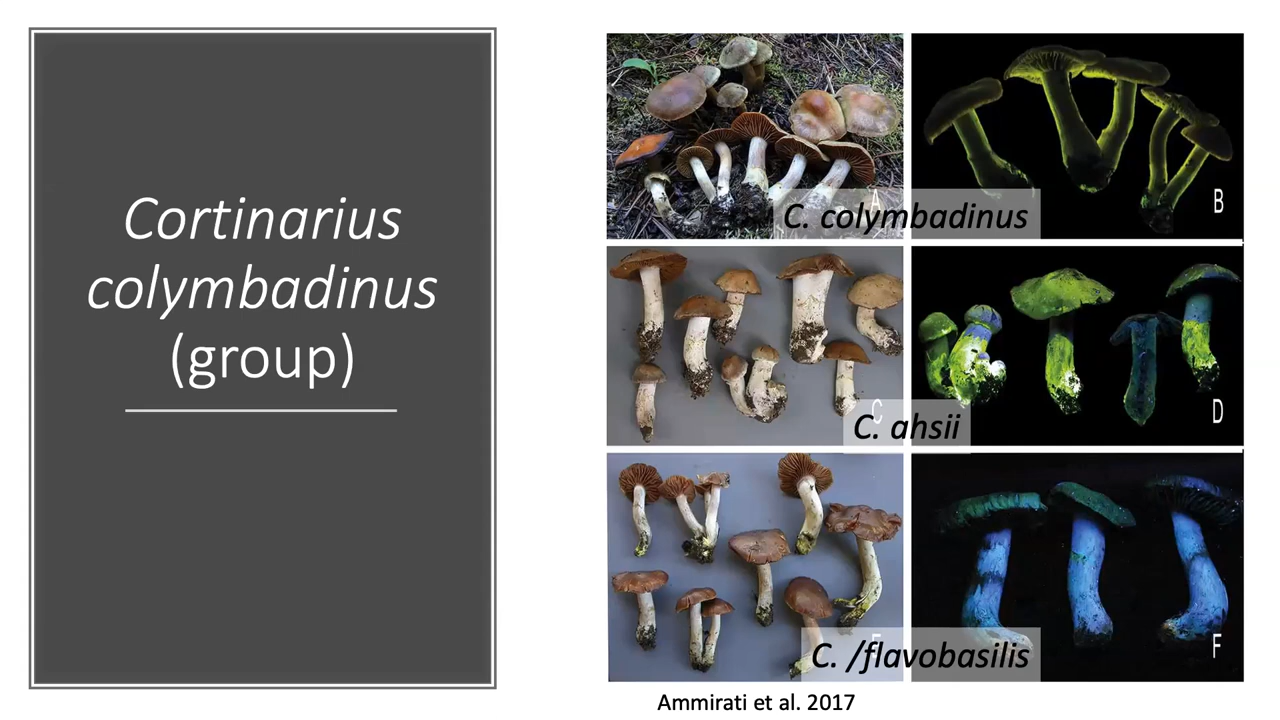 Cortinarius
colymbadinus
(group)
A
B
C. colymbadinus
C
D
C. ahsii
E
F
C. /flavobasilis
Ammirati et al. 2017